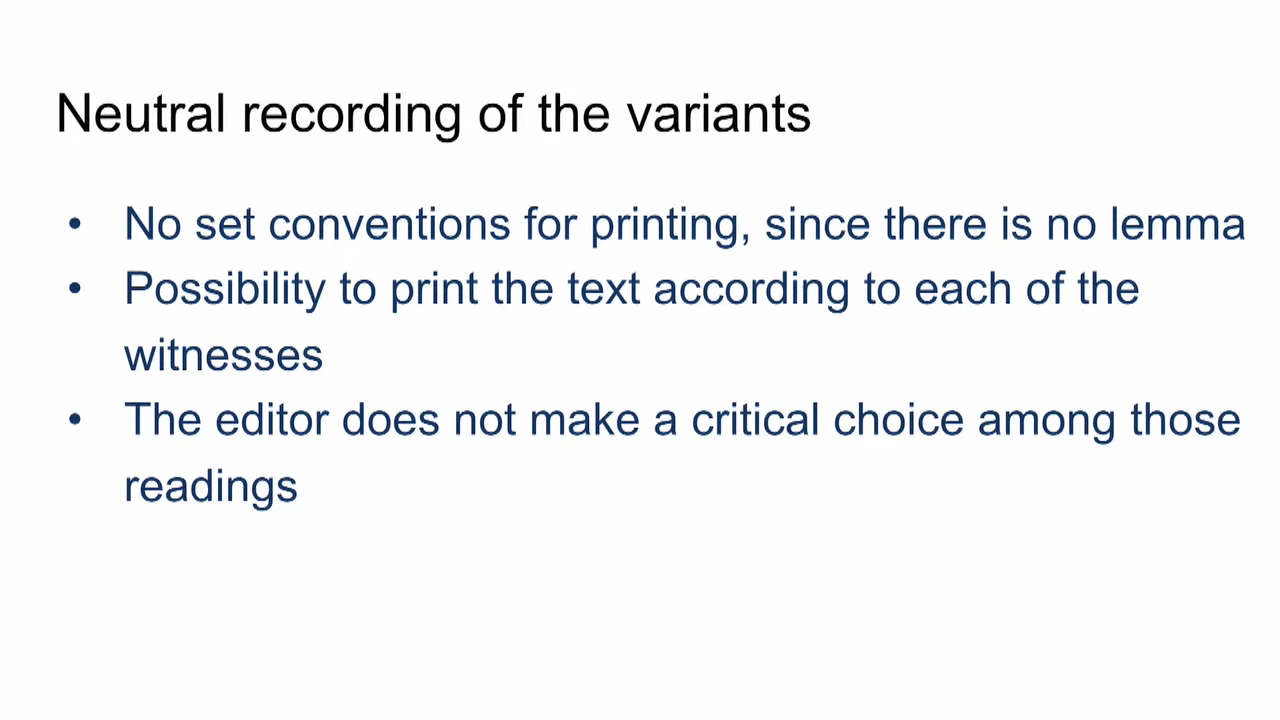 Neutral recording of the variants
• No set conventions for printing, since there is no lemma
• Possibility to print the text according to each of the
witnesses
• The editor does not make a critical choice among those
readings